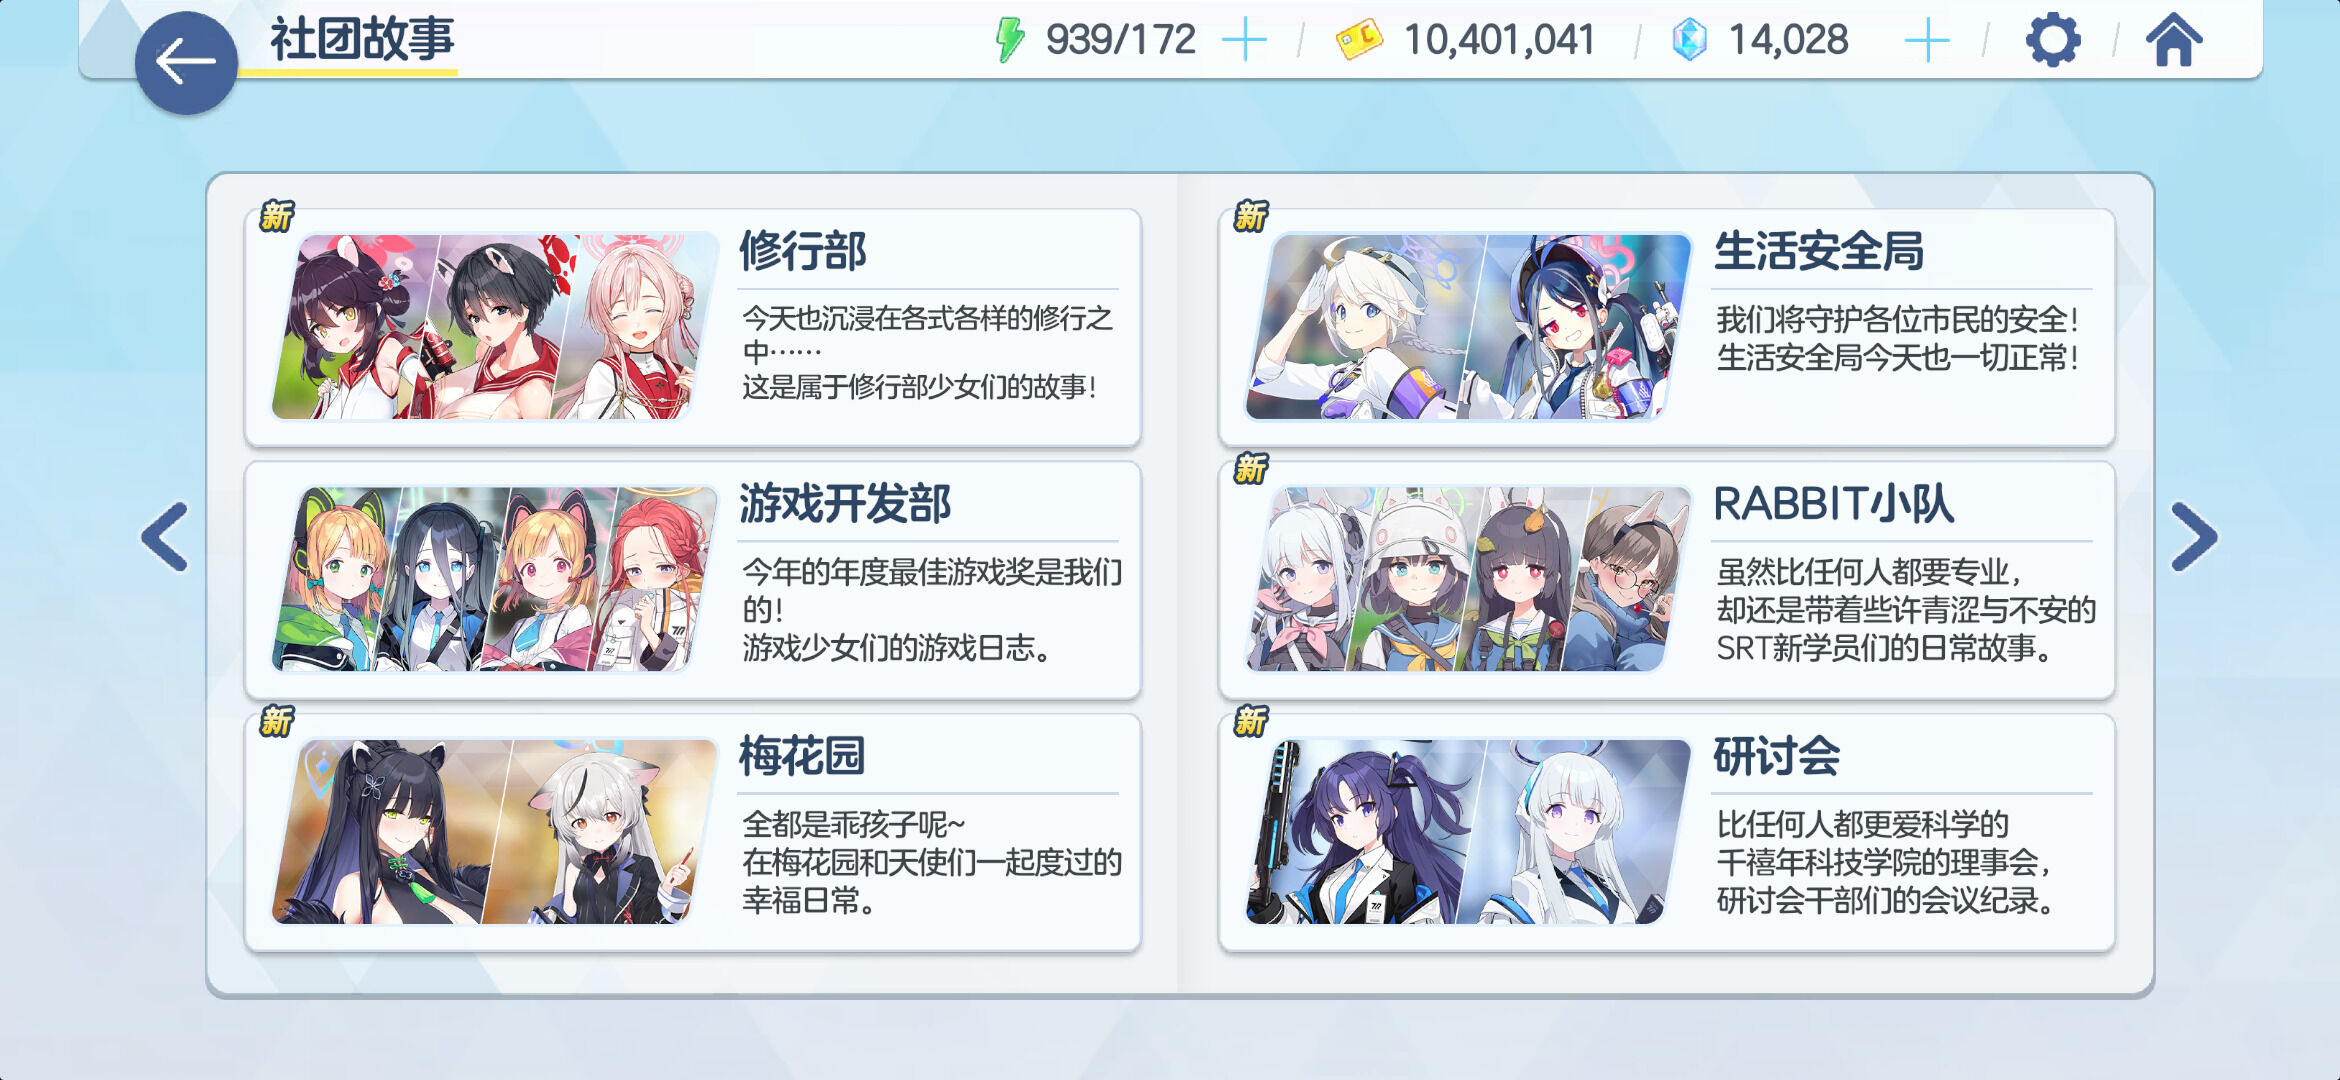 社团故事
939/172
10,401,041
14,028
新
修行部
今天也沉浸在各式各样的修行之
中……
这是属于修行部少女们的故事!
新
生活安全局
我们将守护各位市民的安全!
生活安全局今天也一切正常!
游戏开发部
今年的年度最佳游戏奖是我们
的!
游戏少女们的游戏日志。
新
RABBIT小队
虽然比任何人都要专业,
却还是带着些许青涩与不安的
SRT新学员们的日常故事。
新
梅花园
全都是乖孩子呢~
在梅花园和天使们一起度过的
幸福日常。
新
研讨会
比任何人都更爱科学的
千禧年科技学院的理事会,
研讨会干部们的会议纪录。